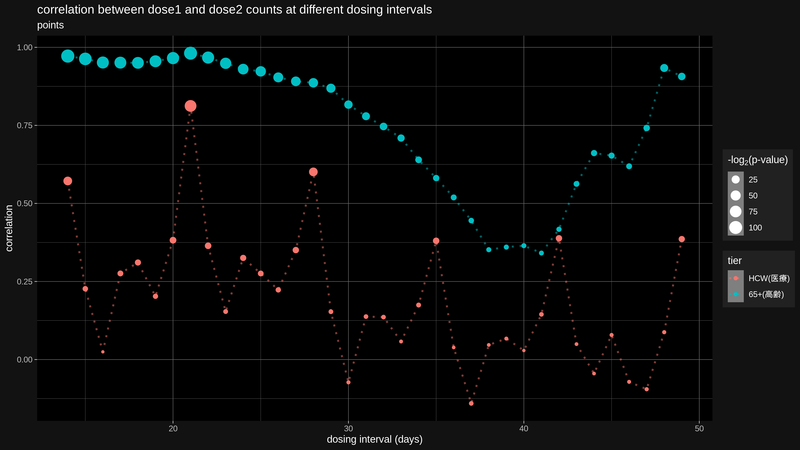 correlation between dose1 and dose2 counts at different dosing intervals
points
1.00
0.75
0.50
0.25
0.00
correlation
20
30
40
50
dosing interval (days)
-log2(p-value)
25
50
75
100
tier
HCW(医療)
65+(高齢)